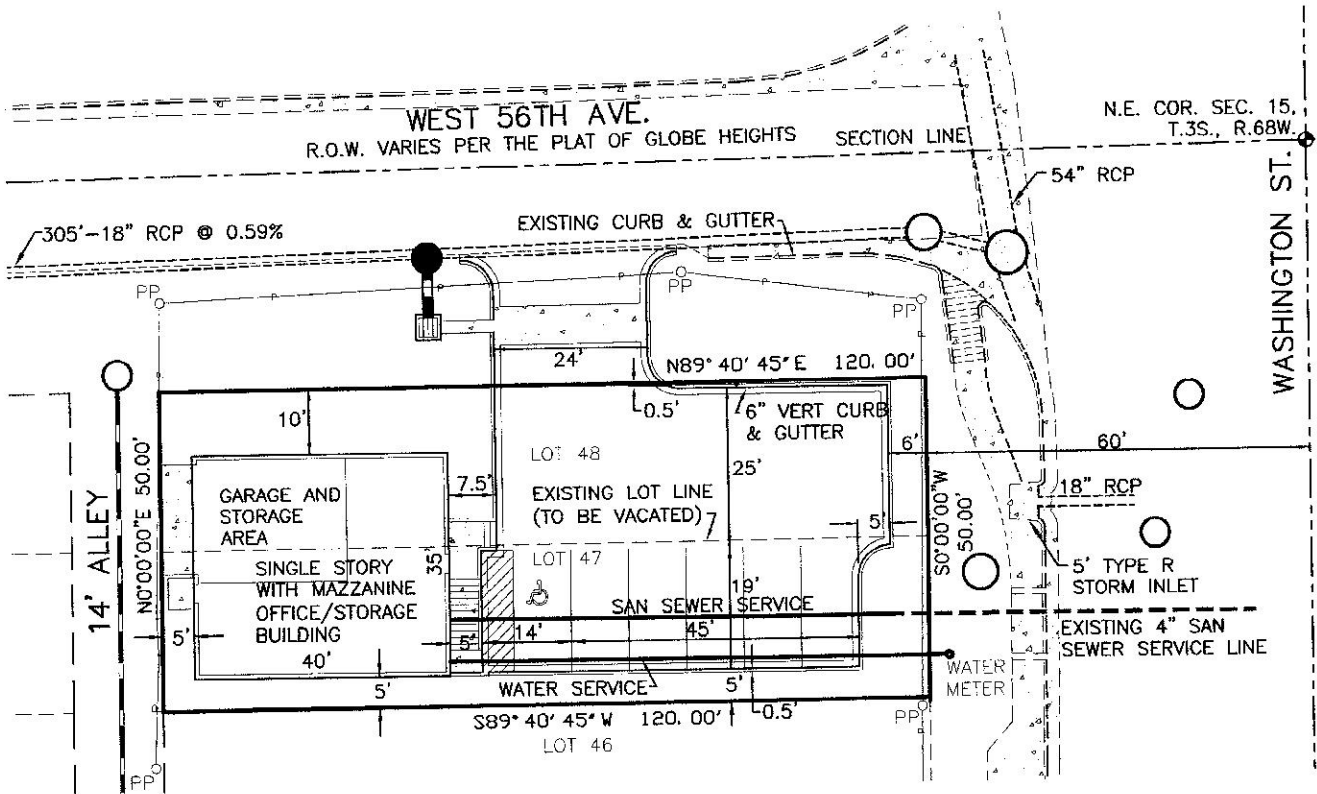 WEST 56TH AVE.
R.O.W. VARIES PER THE PLAT OF GLOBE HEIGHTS
SECTION LINE
N.E. COR. SEC. 15,
T.3S., R.68W.
WASHINGTON ST.
54" RCP
305'-18" RCP @ 0.59%
EXISTING CURB & GUTTER
PP
PP
PP
24'
N89° 40' 45" E 120.00'
0.5'
6" VERT CURB
& GUTTER
10'
6'
60'
LOT 48
25'
7.5'
GARAGE AND
STORAGE
AREA
EXISTING LOT LINE
(TO BE VACATED)
18" RCP
14' ALLEY
N0°00'00"E 50.00'
S0°00'00"W
50.00'
5'
LOT 47
35'
5' TYPE R
STORM INLET
SINGLE STORY
WITH MAZZANINE
OFFICE/STORAGE
BUILDING
19'
SAN SEWER SERVICE
EXISTING 4" SAN
SEWER SERVICE LINE
5'
5'
14'
45'
40'
WATER
METER
5'
WATER SERVICE
5'
0.5'
S89° 40' 45" W 120.00'
PP
LOT 46
PP